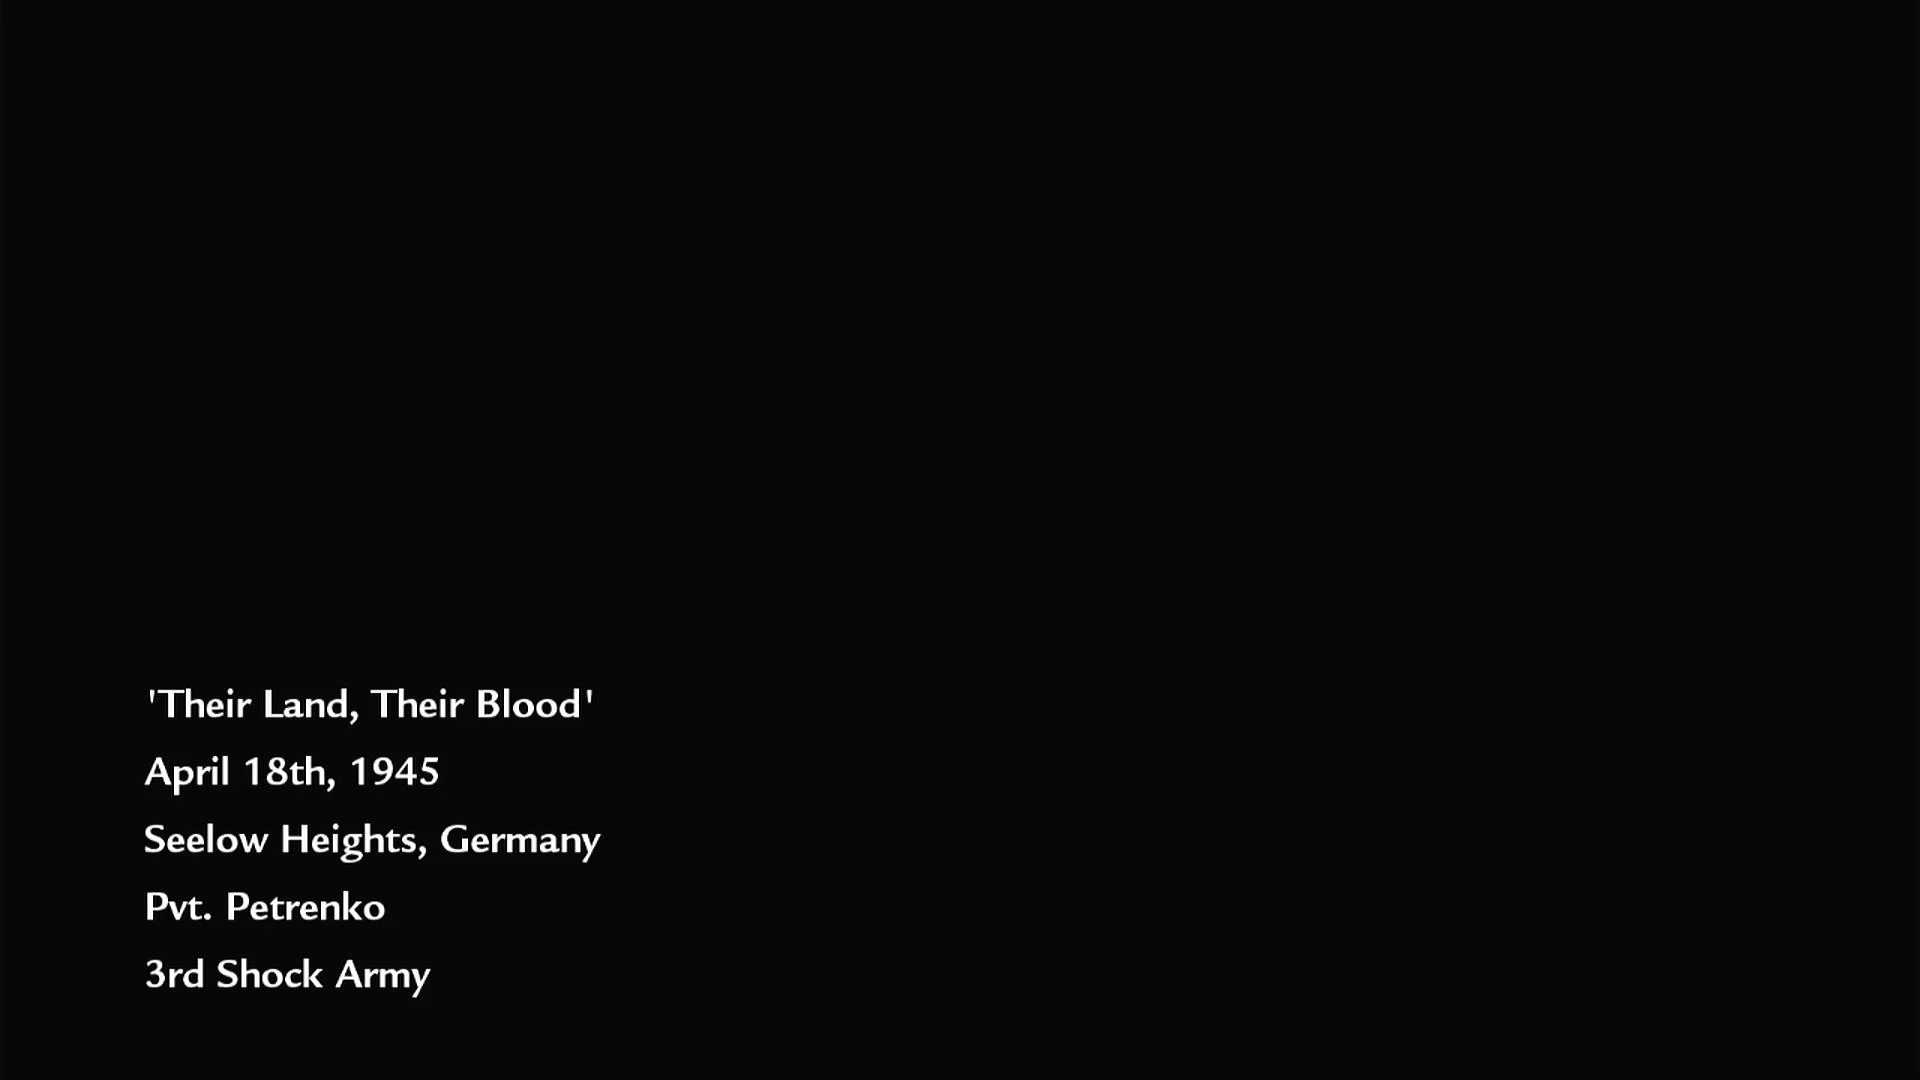 'Their Land, Their Blood'
April 18th, 1945
Seelow Heights, Germany
Pvt. Petrenko
3rd Shock Army